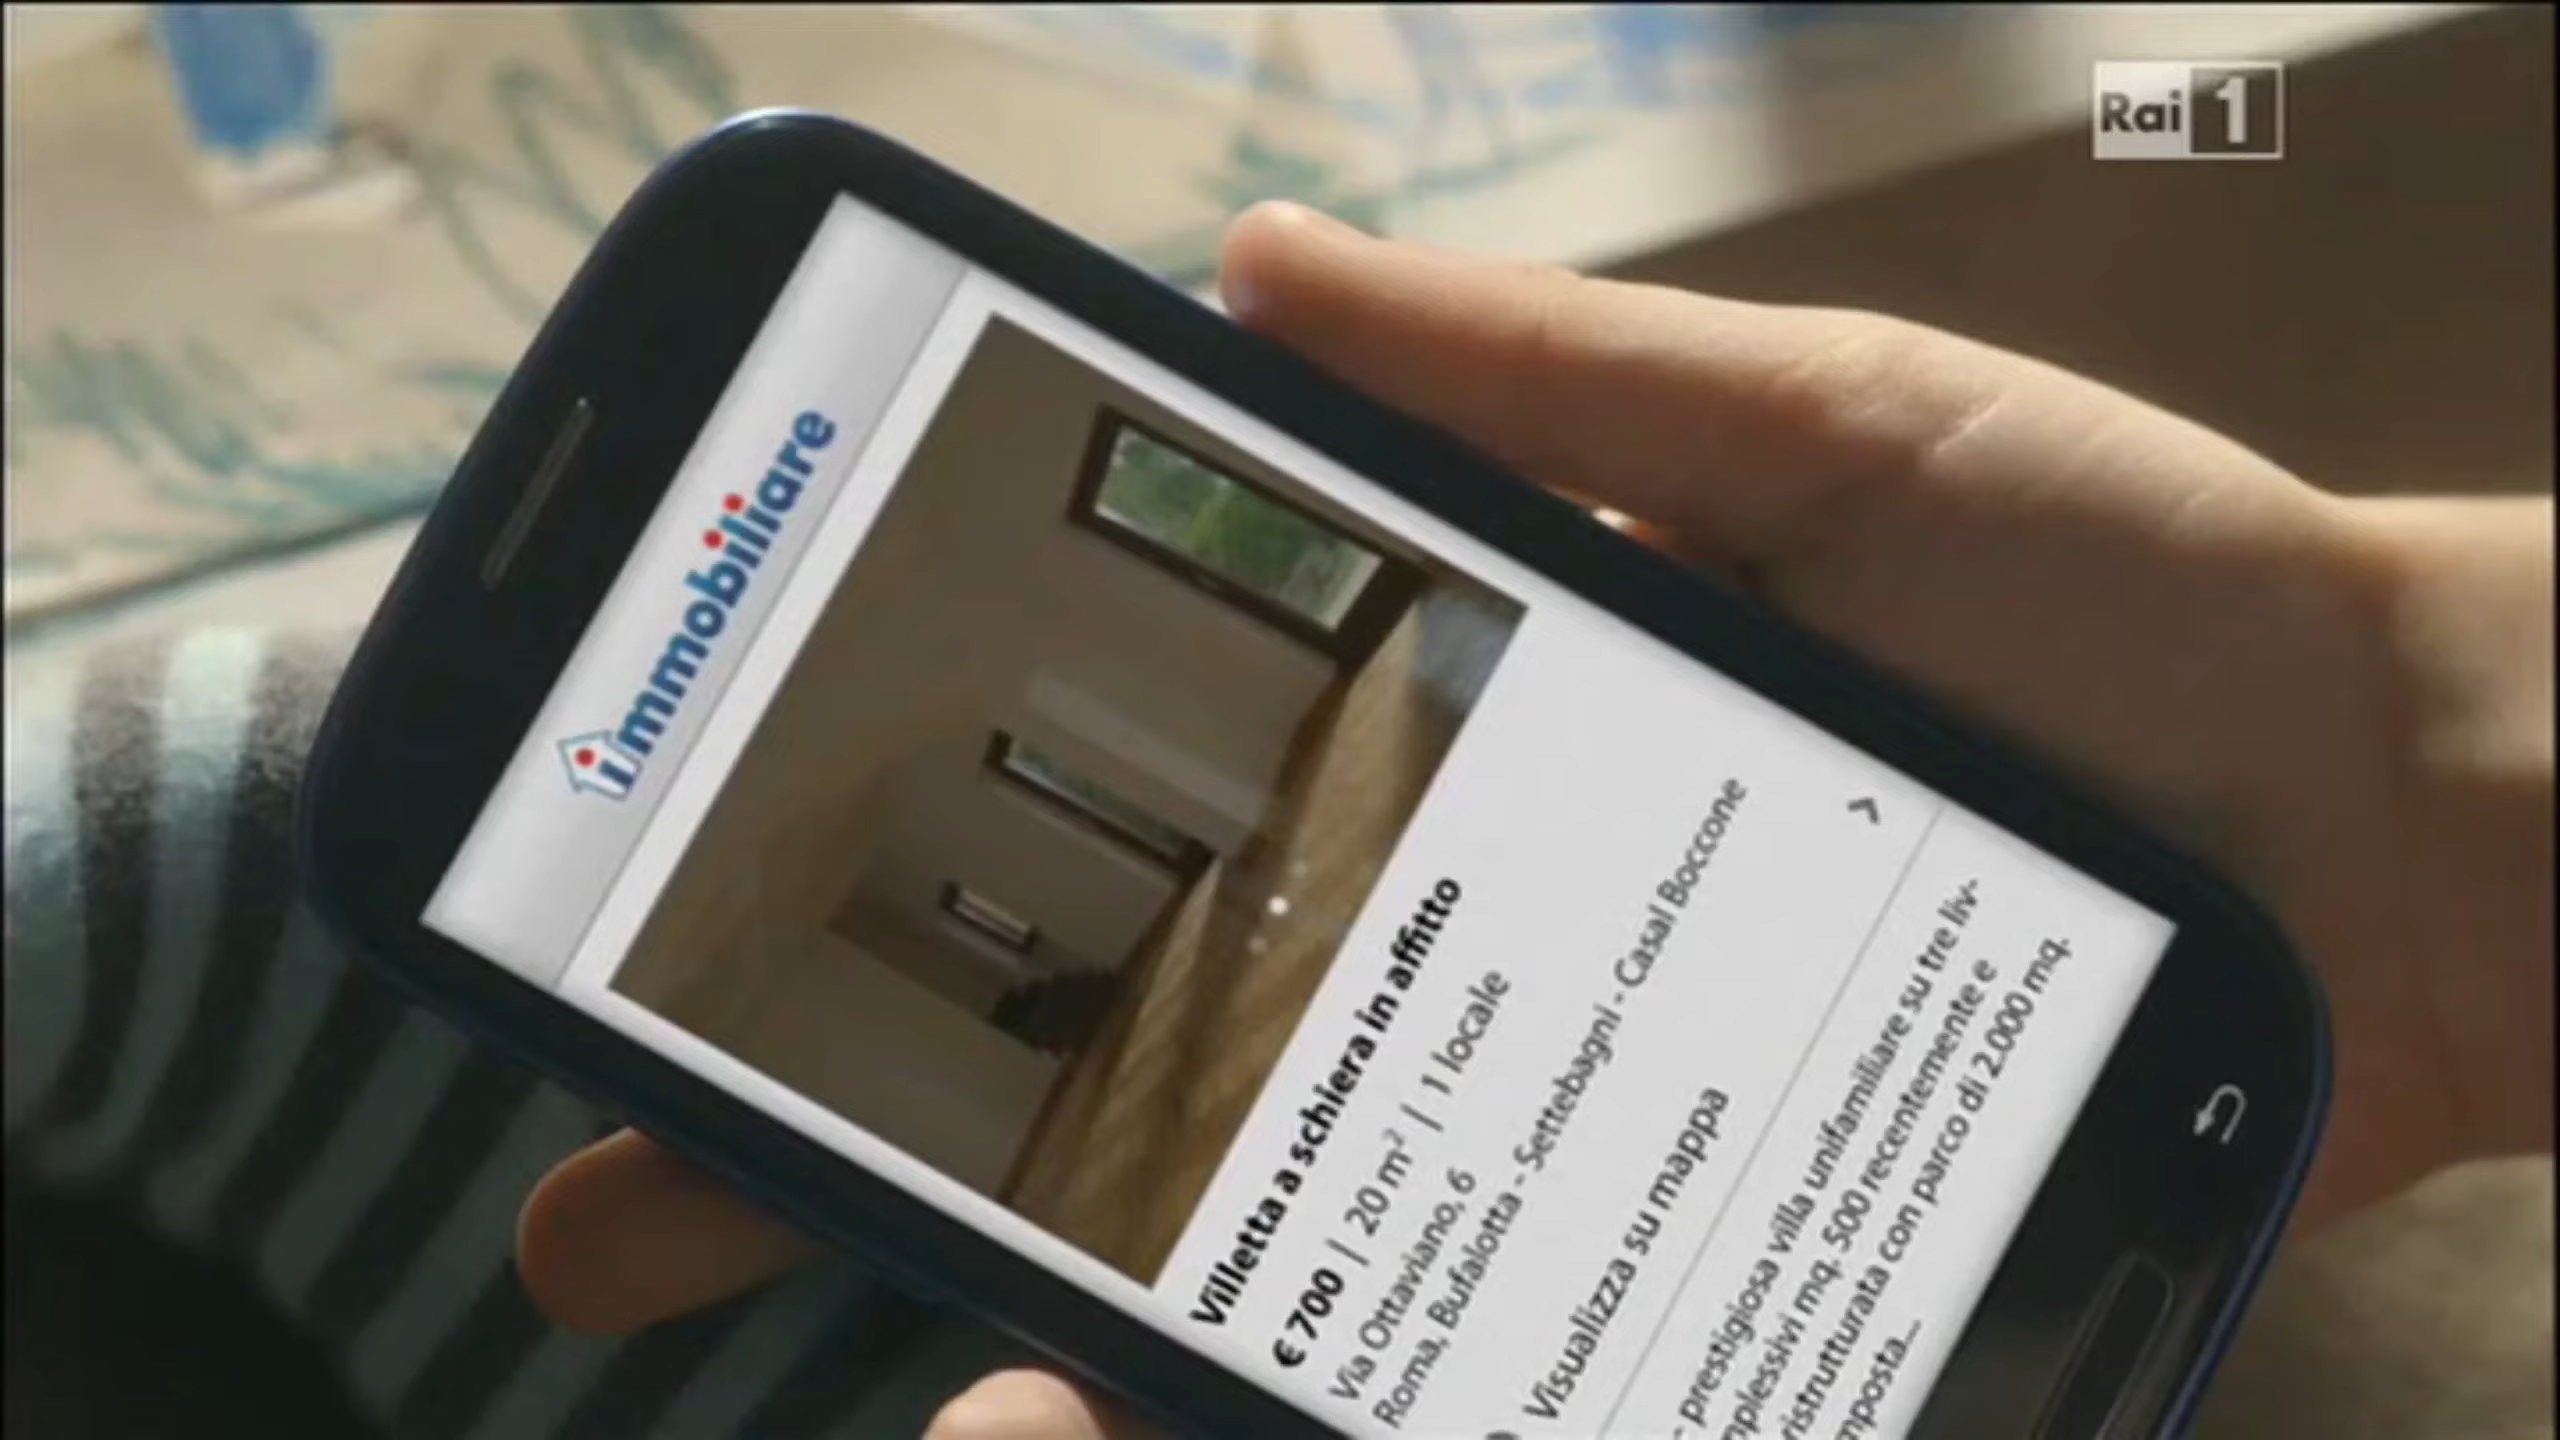 Rai 1
immobiliare
Villetta a schiera in affitto
€ 700 | 20 m² | 1 locale
Via Ottaviano, 6
Roma, Bufalotta - Settebagni - Casal Boccone
Visualizza su mappa
- prestigiosa villa unifamiliare su tre liv-
mplessivi mq. 500 recentemente e
ristrutturata con parco di 2.000 mq.
mposta...